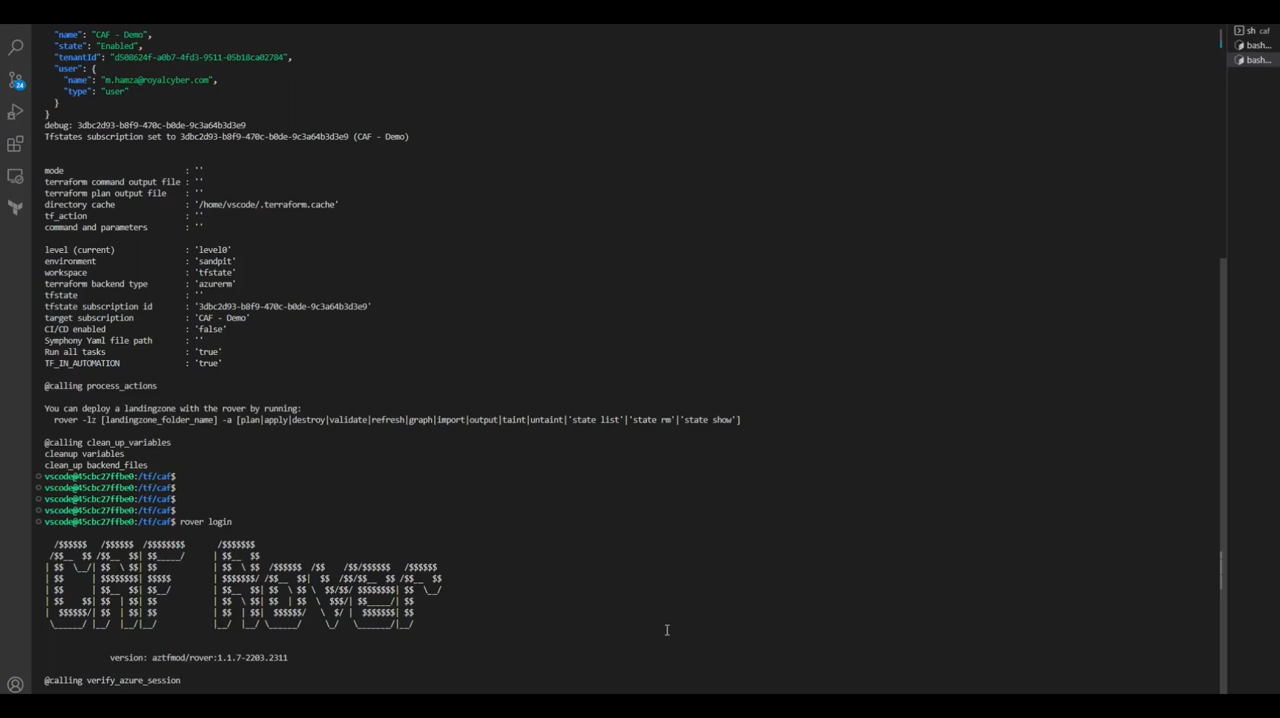 "name": "CAF - Demo",
"state": "Enabled",
"tenantId": "d508624f-a0b7-4fd3-9511-05b18ca02784",
"user": {
"name": "m.hamza@royalcyber.com",
"type": "user"
}
}
debug: 3dbc2d93-b8f9-470c-b0de-9c3a64b3d3e9
Tfstates subscription set to 3dbc2d93-b8f9-470c-b0de-9c3a64b3d3e9 (CAF - Demo)
mode : ''
terraform command output file : ''
terraform plan output file : ''
directory cache : '/home/vscode/.terraform.cache'
tf_action : ''
command and parameters : ''
level (current) : 'level0'
environment : 'sandpit'
workspace : 'tfstate'
terraform backend type : 'azurerm'
tfstate : ''
tfstate subscription id : '3dbc2d93-b8f9-470c-b0de-9c3a64b3d3e9'
target subscription : 'CAF - Demo'
CI/CD enabled : 'false'
Symphony Yaml file path : ''
Run all tasks : 'true'
TF_IN_AUTOMATION : 'true'
@calling process_actions
You can deploy a landingzone with the rover by running:
rover -lz [landingzone_folder_name] -a [plan|apply|destroy|validate|refresh|graph|import|output|taint|untaint|'state list'|'state rm'|'state show']
@calling clean_up_variables
cleanup variables
clean_up backend_files
vscode@45cbc27ffbe0:/tf/caf$
vscode@45cbc27ffbe0:/tf/caf$
vscode@45cbc27ffbe0:/tf/caf$
vscode@45cbc27ffbe0:/tf/caf$
vscode@45cbc27ffbe0:/tf/caf$ rover login
CAF Rover
version: aztfmod/rover:1.1.7-2203.2311
@calling verify_azure_session
sh caf
bash...
bash...
24